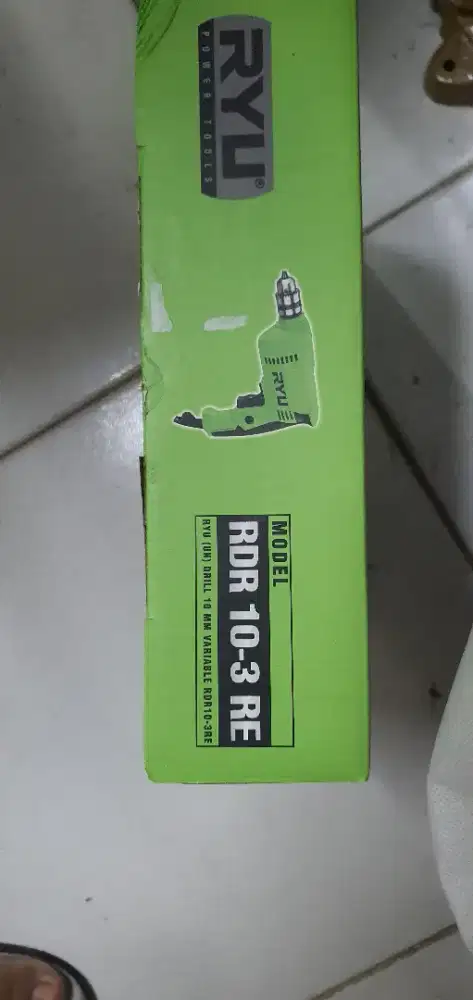 RYU®
POWER TOOLS
RYU
MODEL
RDR 10-3 RE
RYU (UN) DRILL 10 MM VARIABLE RDR10-3RE